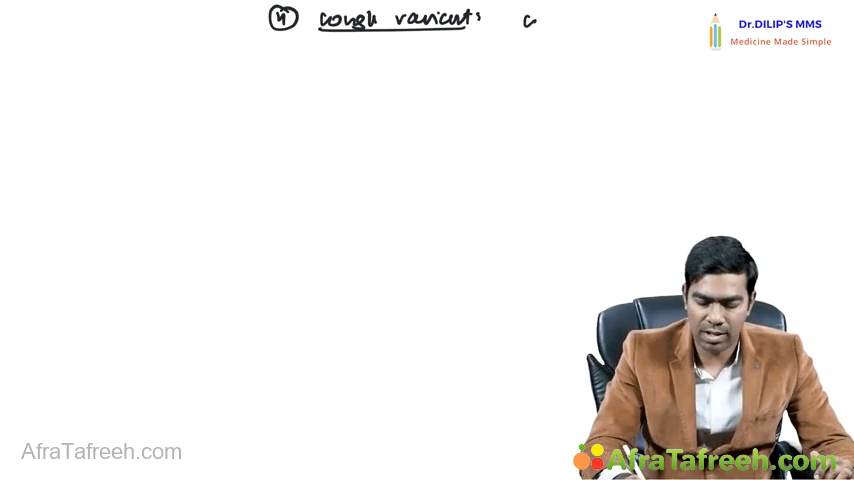 ④ cough variant: c
Dr.DILIP'S MMS
Medicine Made Simple
AfraTafreeh.com
AfraTafreeh.com